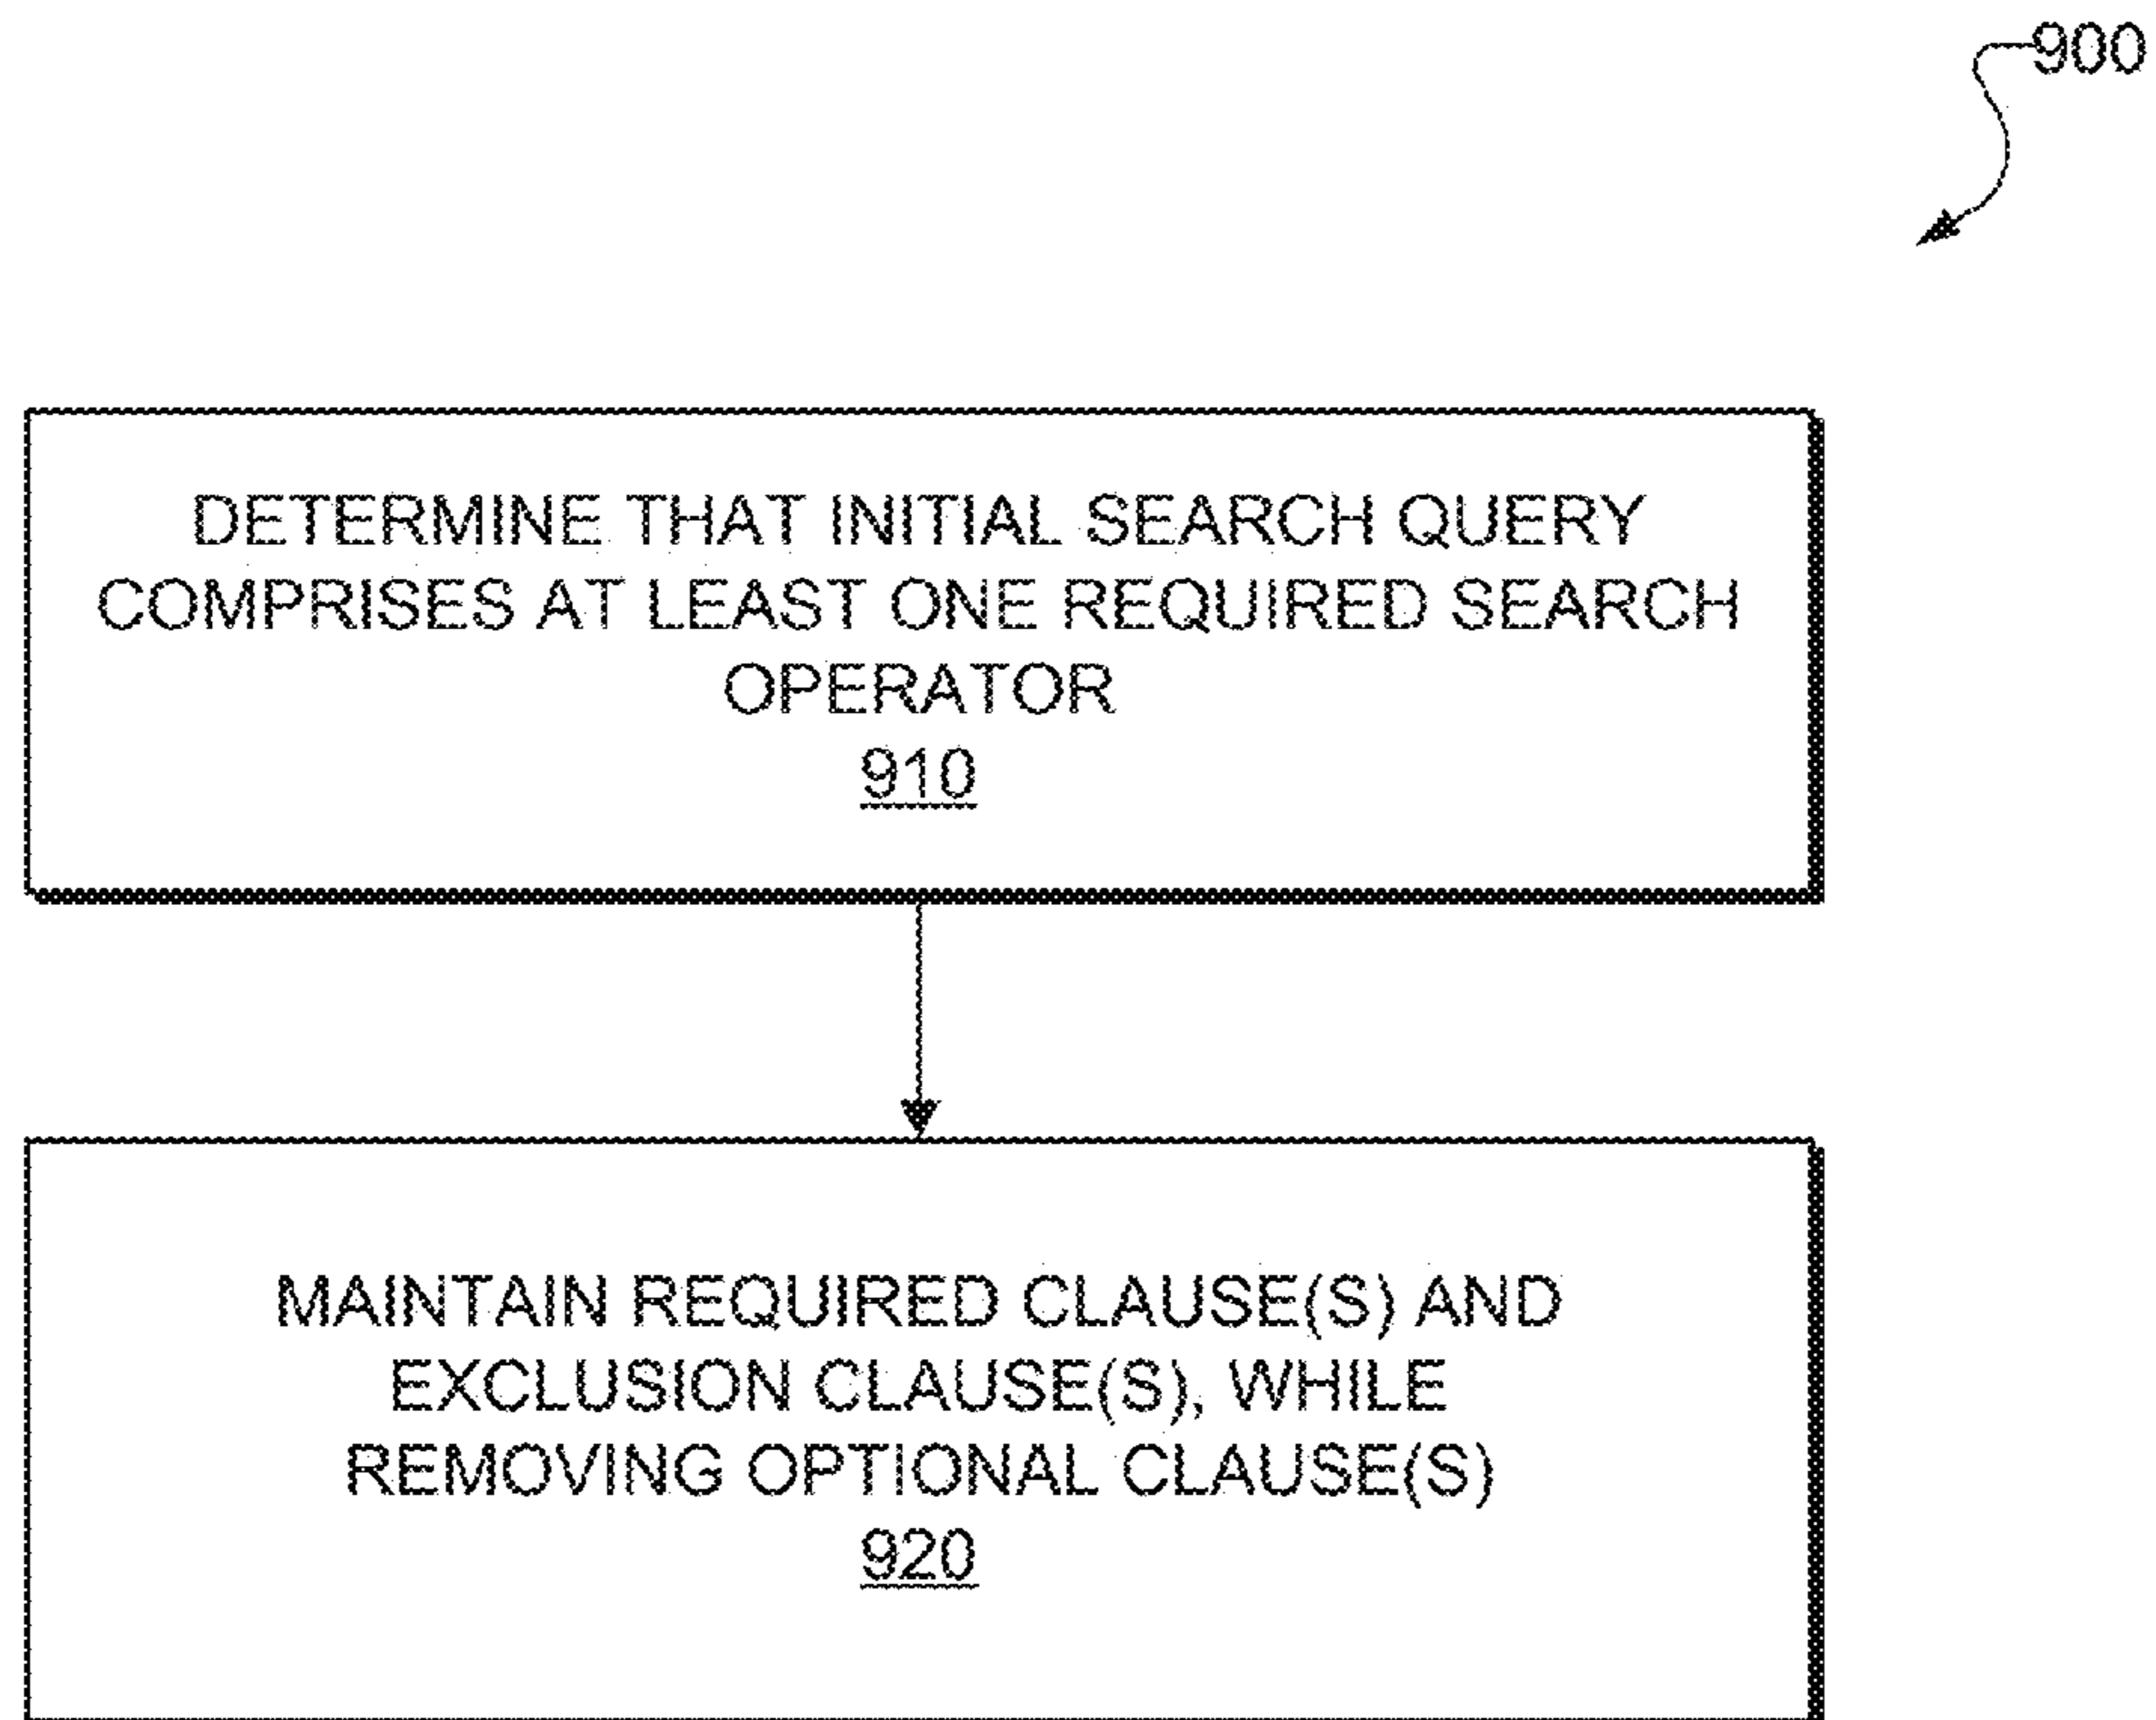 900
DETERMINE THAT INITIAL SEARCH QUERY
COMPRISES AT LEAST ONE REQUIRED SEARCH
OPERATOR
910
MAINTAIN REQUIRED CLAUSE(S) AND
EXCLUSION CLAUSE(S), WHILE
REMOVING OPTIONAL CLAUSE(S)
920